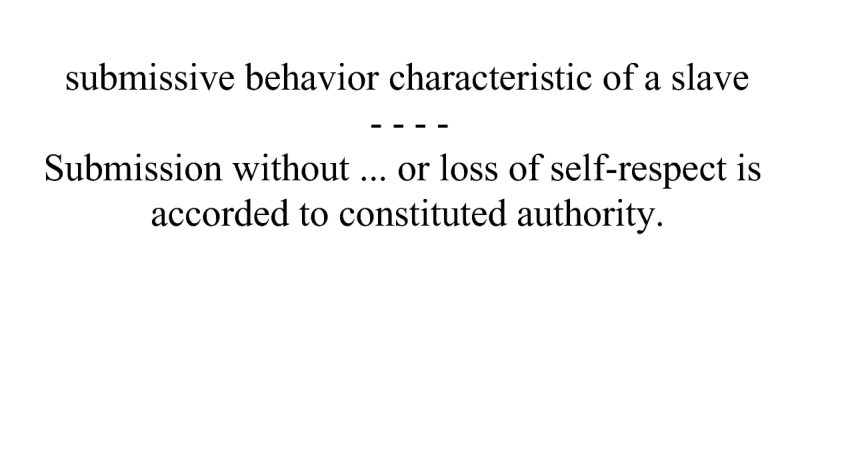 submissive behavior characteristic of a slave
- - - -
Submission without ... or loss of self-respect is
accorded to constituted authority.